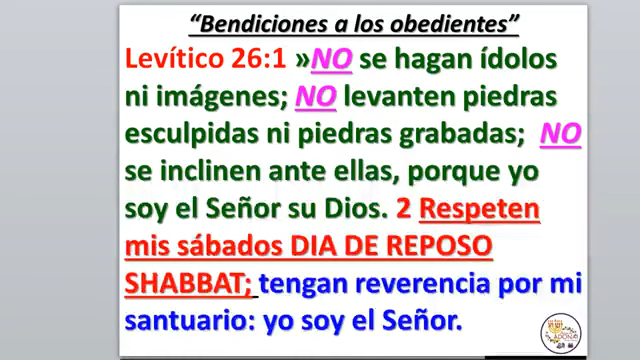 “Bendiciones a los obedientes”
Levítico 26:1 »NO se hagan ídolos
ni imágenes; NO levanten piedras
esculpidas ni piedras grabadas; NO
se inclinen ante ellas, porque yo
soy el Señor su Dios. 2 Respeten
mis sábados DIA DE REPOSO
SHABBAT; tengan reverencia por mi
santuario: yo soy el Señor.